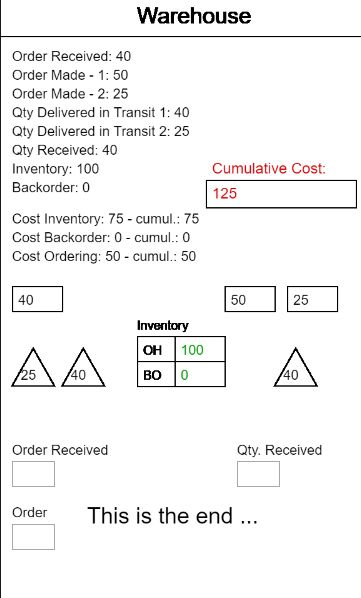 Warehouse
Order Received: 40
Order Made - 1: 50
Order Made - 2: 25
Qty Delivered in Transit 1: 40
Qty Delivered in Transit 2: 25
Qty Received: 40
Inventory: 100
Cumulative Cost:
Backorder: 0
125
Cost Inventory: 75 - cumul.: 75
Cost Backorder: 0 - cumul.: 0
Cost Ordering: 50 - cumul.: 50
40 50 25
Inventory
OH 100
25 40 BO 0 40
Order Received Qty. Received
Order
This is the end ...